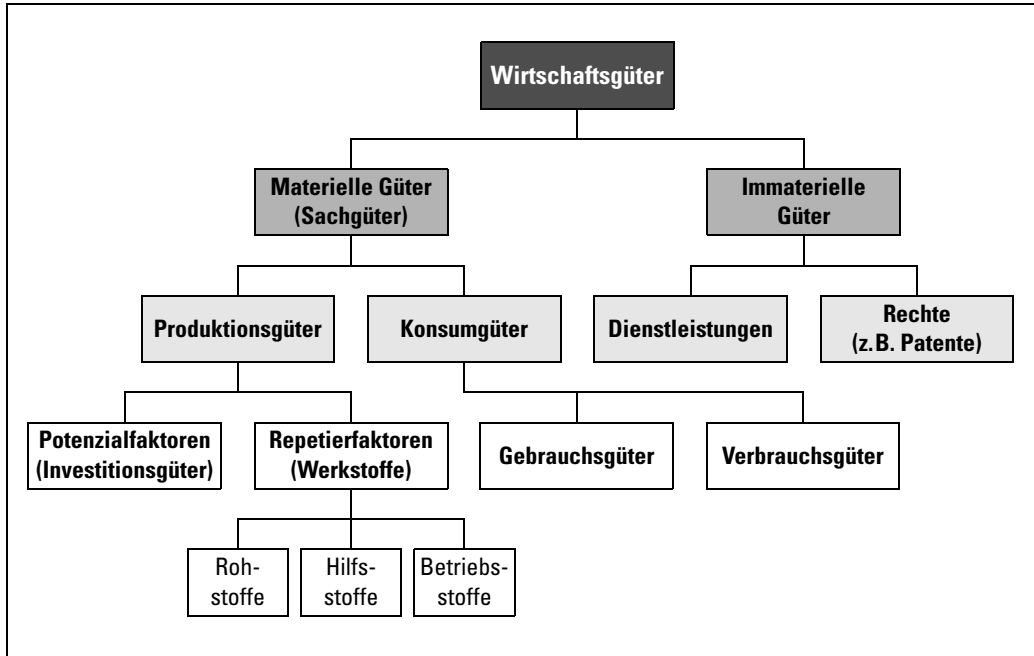 Wirtschaftsgüter
Materielle Güter
(Sachgüter)
Immaterielle
Güter
Produktionsgüter
Konsumgüter
Dienstleistungen
Rechte
(z.B. Patente)
Potenzialfaktoren
(Investitionsgüter)
Repetierfaktoren
(Werkstoffe)
Gebrauchsgüter
Verbrauchsgüter
Roh-
stoffe
Hilfs-
stoffe
Betriebs-
stoffe